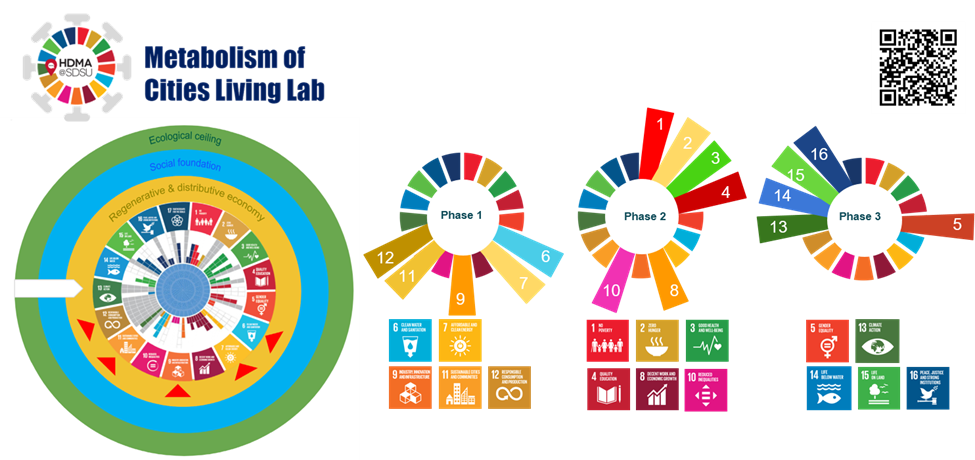 HDMA
@SDSU
Metabolism of
Cities Living Lab
Ecological ceiling
Social foundation
Regenerative & distributive economy
Phase 1
12
11
9
7
6
6 CLEAN WATER
AND SANITATION
7 AFFORDABLE AND
CLEAN ENERGY
9 INDUSTRY, INNOVATION
AND INFRASTRUCTURE
11 SUSTAINABLE CITIES
AND COMMUNITIES
12 RESPONSIBLE
CONSUMPTION
AND PRODUCTION
Phase 2
1
2
3
4
8
10
1 NO
POVERTY
2 ZERO
HUNGER
3 GOOD HEALTH
AND WELL-BEING
4 QUALITY
EDUCATION
8 DECENT WORK AND
ECONOMIC GROWTH
10 REDUCED
INEQUALITIES
Phase 3
16
15
14
13
5
5 GENDER
EQUALITY
13 CLIMATE
ACTION
14 LIFE
BELOW WATER
15 LIFE
ON LAND
16 PEACE, JUSTICE
AND STRONG
INSTITUTIONS